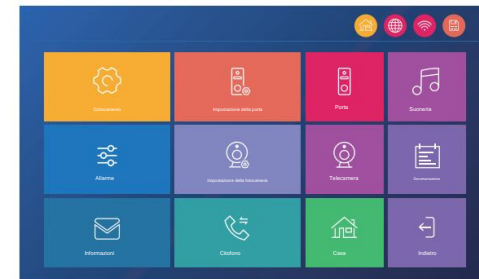 Impostazione della porta
Porta
Suoneria
Allarme
Impostazione della fotocamera
Telecamera
Informazioni
Citofono
Casa
Indietro